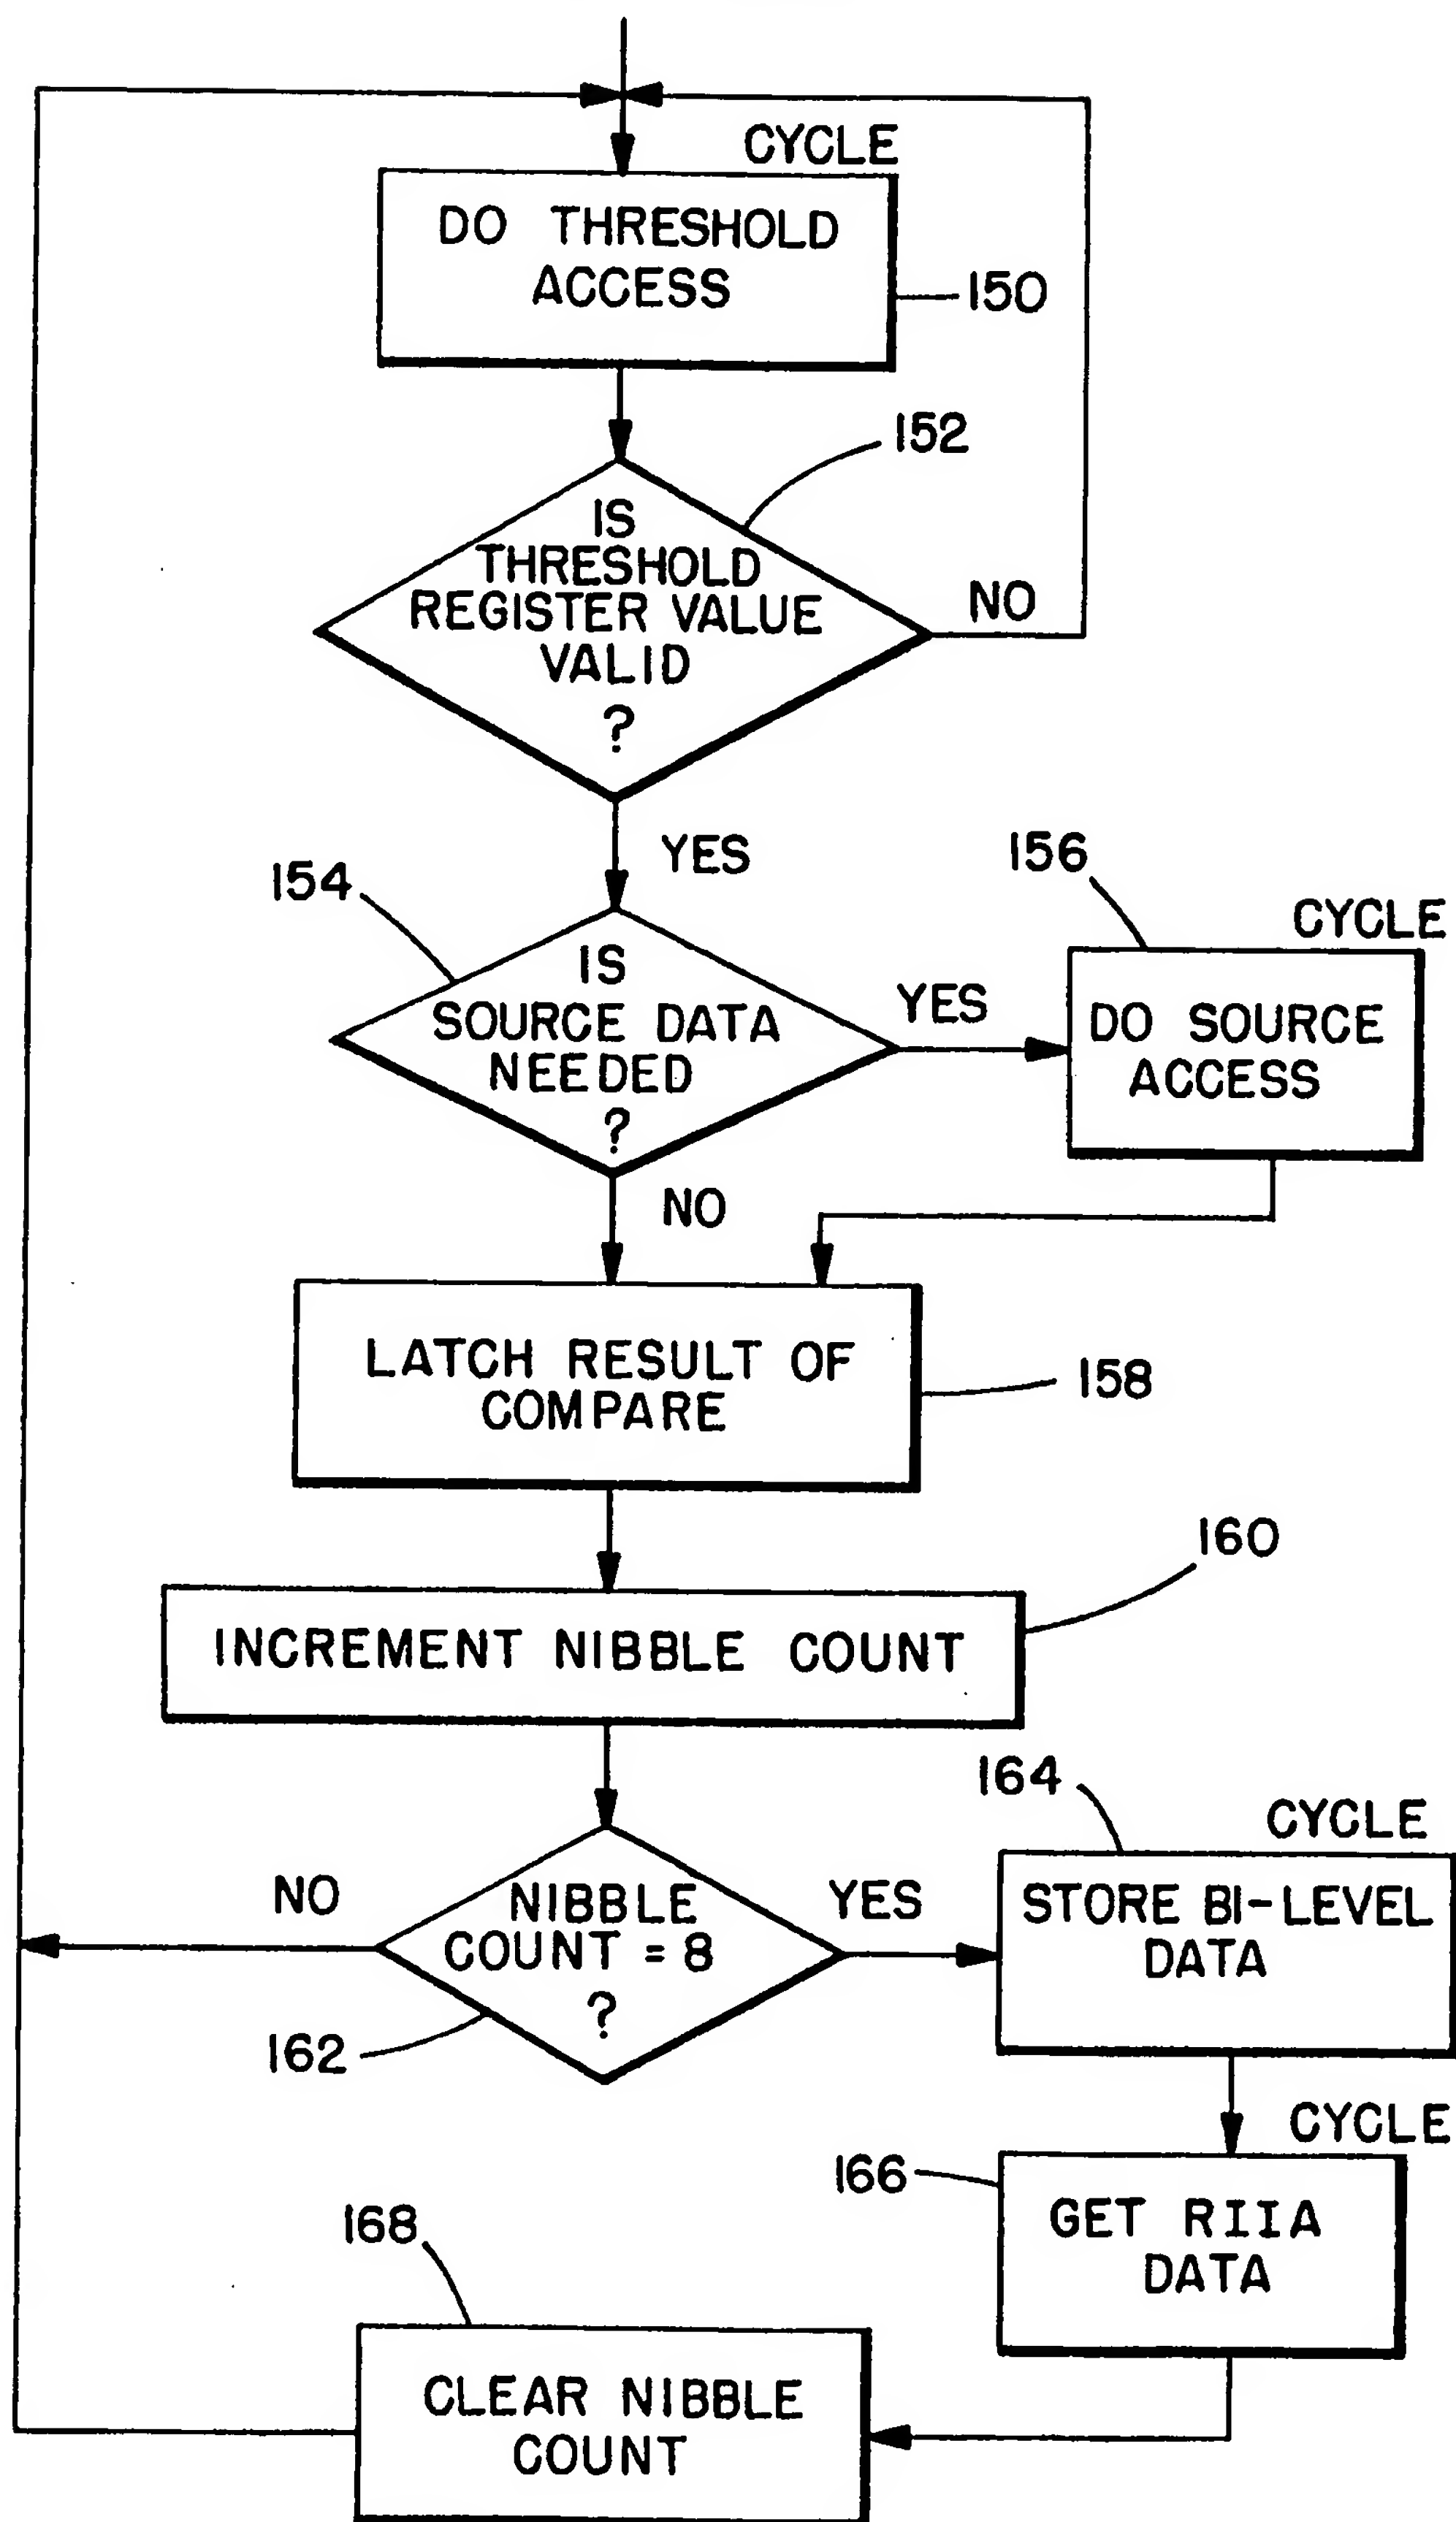 CYCLE
DO THRESHOLD
ACCESS
150
152
IS
THRESHOLD
REGISTER VALUE
VALID
?
NO
YES
154
156
CYCLE
IS
SOURCE DATA
NEEDED
?
YES
DO SOURCE
ACCESS
NO
LATCH RESULT OF
COMPARE
158
160
INCREMENT NIBBLE COUNT
164
CYCLE
NO
NIBBLE
COUNT = 8
?
YES
STORE BI-LEVEL
DATA
162
CYCLE
166
GET RIIA
DATA
168
CLEAR NIBBLE
COUNT